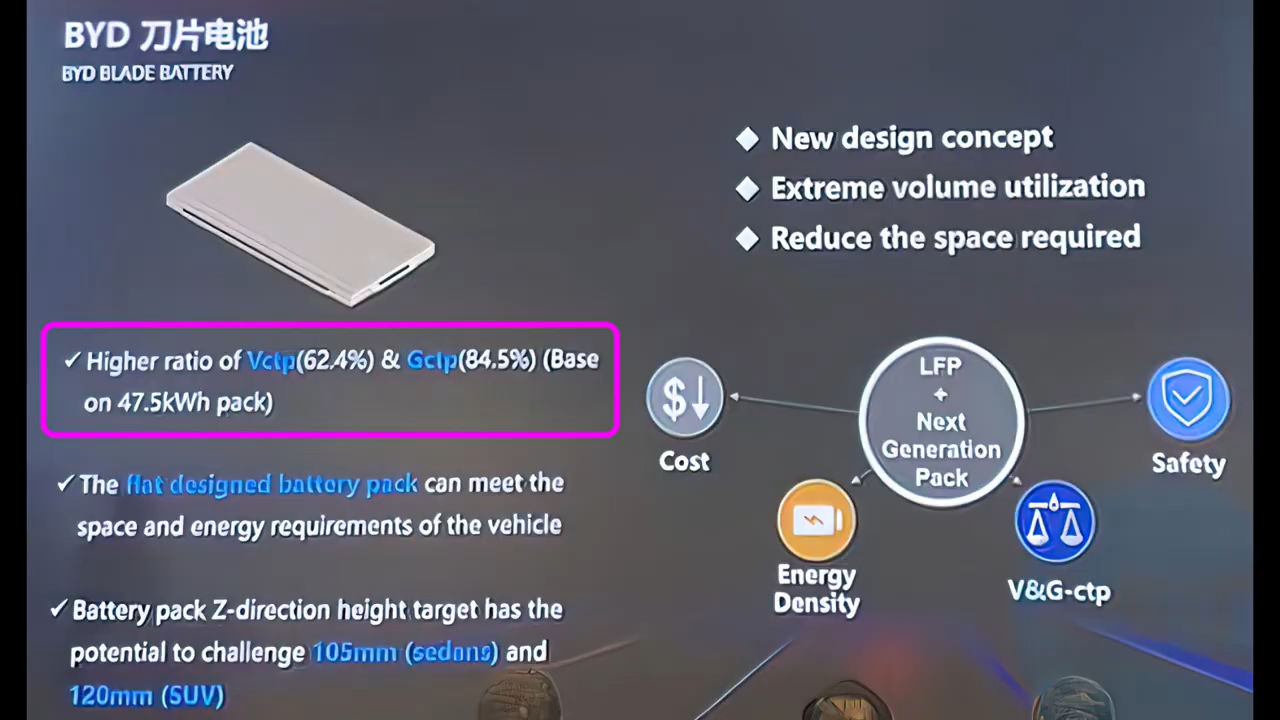 BYD 刀片电池
BYD BLADE BATTERY
◆ New design concept
◆ Extreme volume utilization
◆ Reduce the space required
✓ Higher ratio of Vctp(62.4%) & Gctp(84.5%) (Base
on 47.5kWh pack)
✓ The flat designed battery pack can meet the
space and energy requirements of the vehicle
✓ Battery pack Z-direction height target has the
potential to challenge 105mm (sedans) and
120mm (SUV)
LFP
+
Next
Generation
Pack
$
Cost
Safety
Energy
Density
V&G-ctp